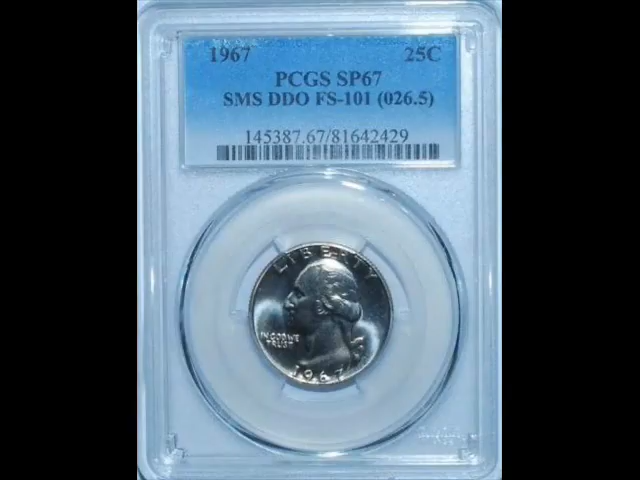 1967 25C
PCGS SP67
SMS DDO FS-101 (026.5)
145387.67/81642429
LIBERTY
IN GOD WE
TRUST
1967